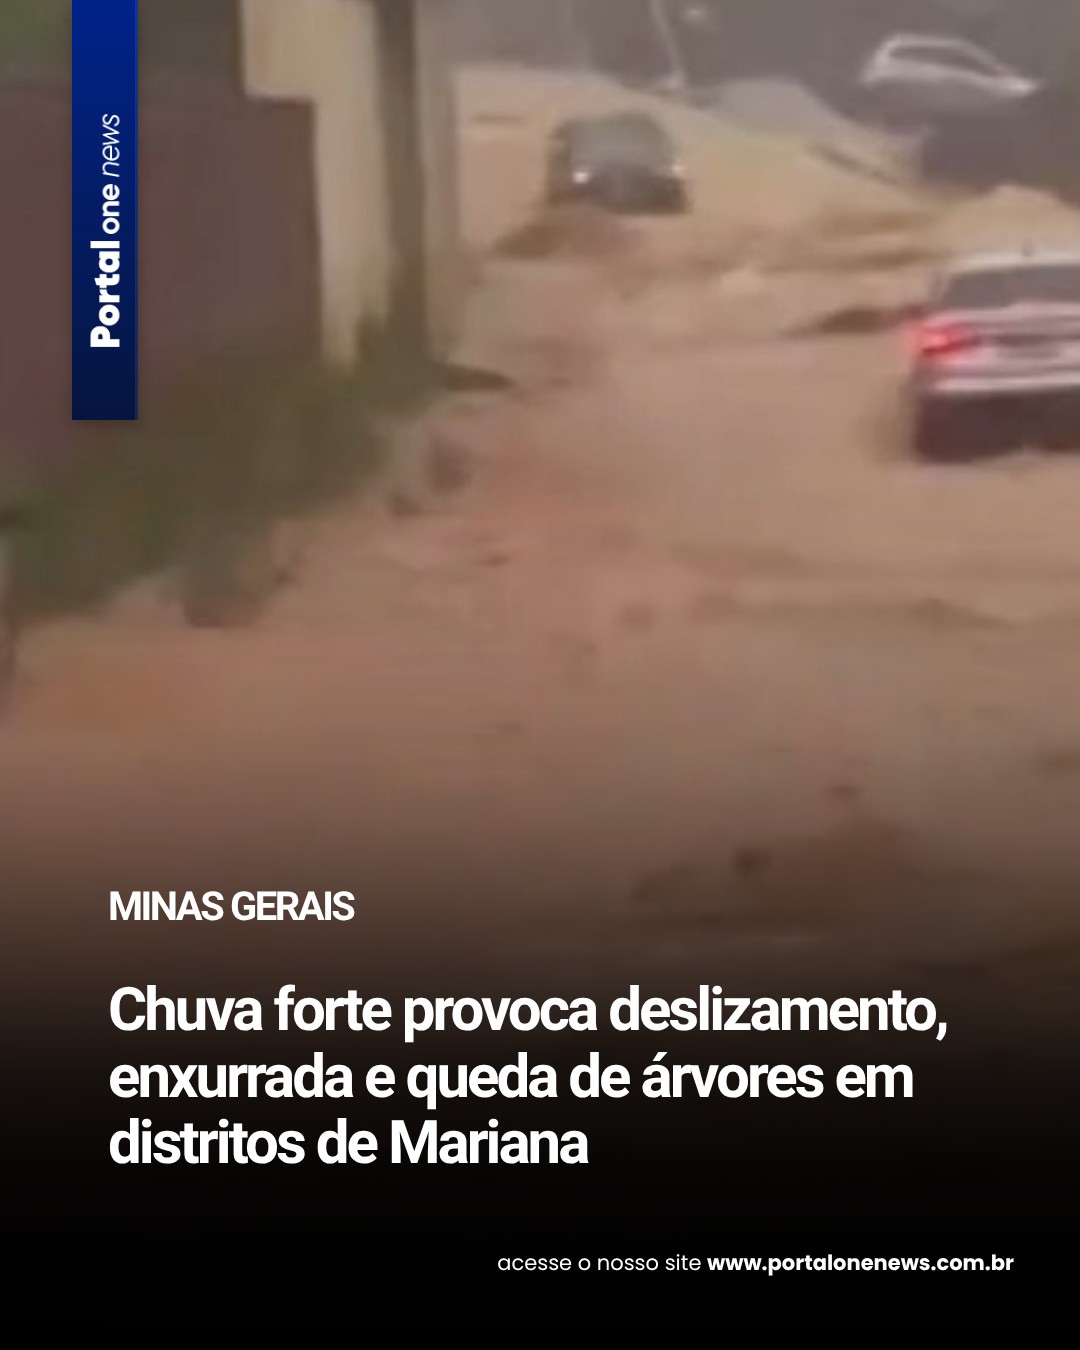 Portal one news
MINAS GERAIS
Chuva forte provoca deslizamento,
enxurrada e queda de árvores em
distritos de Mariana
acesse o nosso site www.portalonenews.com.br